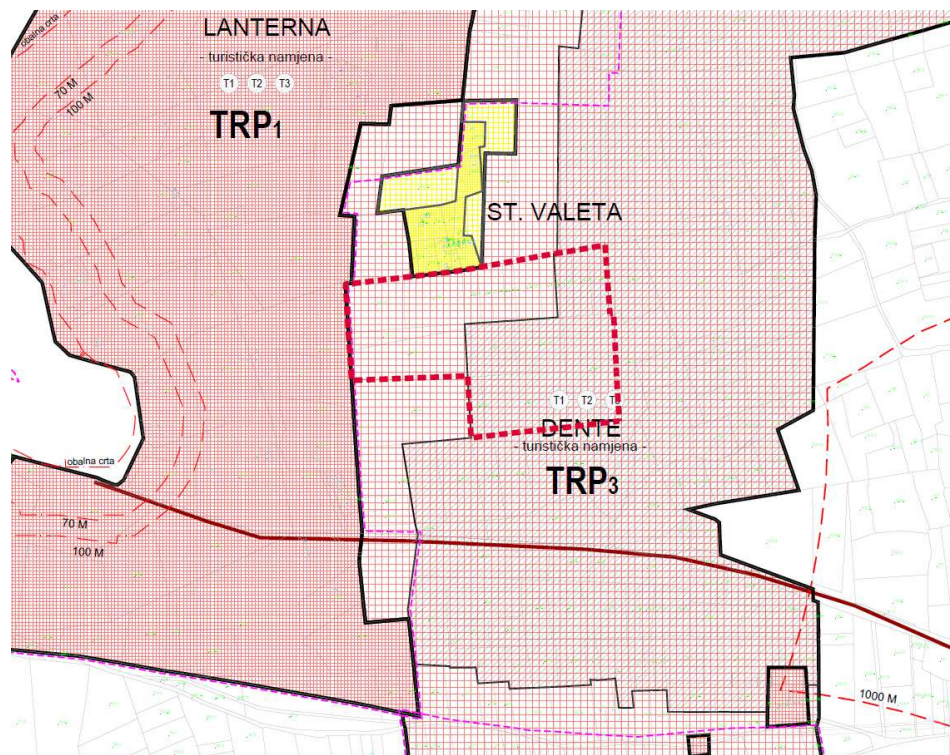 obalna crta
LANTERNA
- turistička namjena -
T1 T2 T3
TRP1
70 M
100 M
ST. VALETA
T1 T2
DENTE
- turistička namjena -
TRP3
obalna crta
70 M
100 M
1000 M